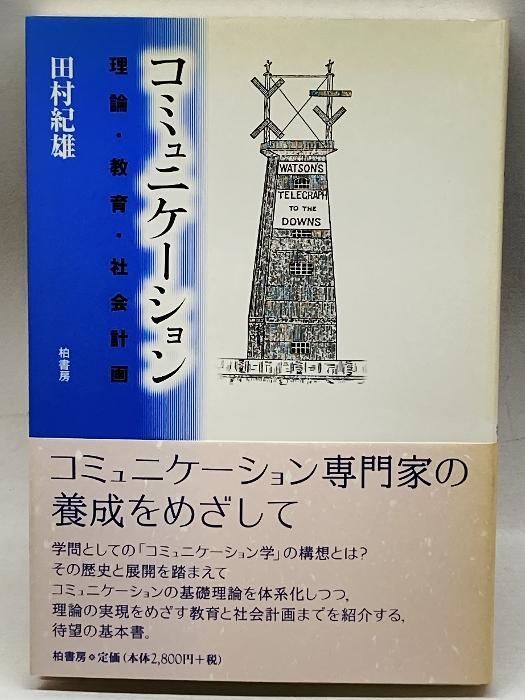 コミュニケーション
理論・教育・社会計画
田村紀雄
柏書房
WATSON'S
TELEGRAPH
TO THE
DOWNS
コミュニケーション専門家の
養成をめざして
学問としての「コミュニケーション学」の構想とは?
その歴史と展開を踏まえて
コミュニケーションの基礎理論を体系化しつつ,
理論の実現をめざす教育と社会計画までを紹介する,
待望の基本書。
柏書房●定価(本体2,800円+税)